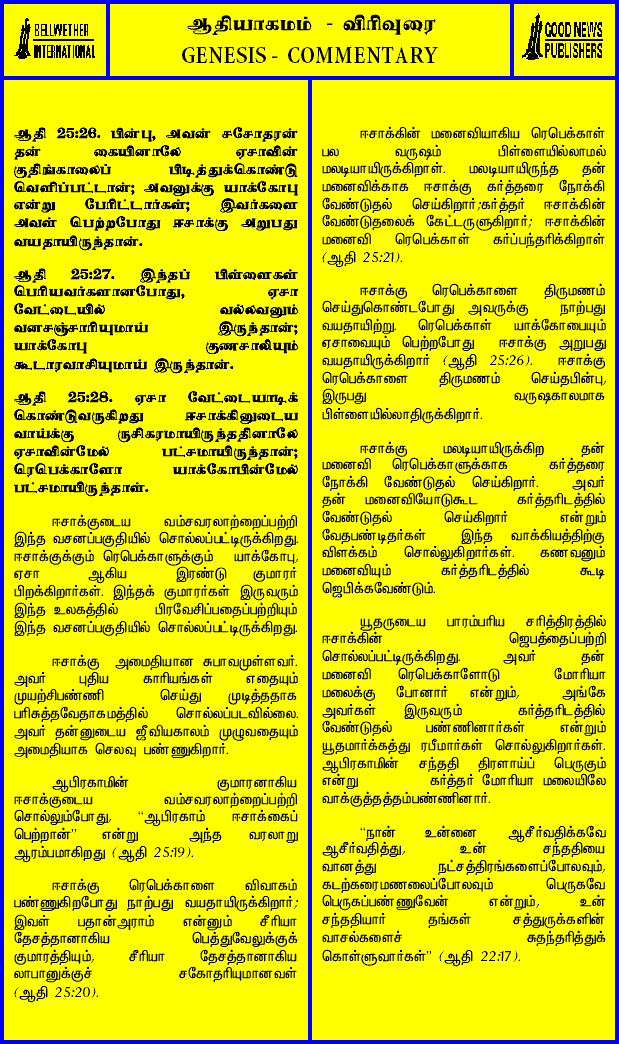 BELLWETHER
INTERNATIONAL
ஆதியாகமம் - விரிவுரை
GENESIS - COMMENTARY
GOOD NEWS
PUBLISHERS
ஆதி 25:26. பின்பு, அவன் சகோதரன்
தன் கையினாலே ஏசாவின்
குதிங்காலைப் பிடித்துக்கொண்டு
வெளிப்பட்டான்; அவனுக்கு யாக்கோபு
என்று பேரிட்டார்கள்; இவர்களை
அவள் பெற்றபோது ஈசாக்கு அறுபது
வயதாயிருந்தான்.
ஆதி 25:27. இந்தப் பிள்ளைகள்
பெரியவர்களானபோது, ஏசா
வேட்டையில் வல்லவனும்
வனசஞ்சாரியுமாய் இருந்தான்;
யாக்கோபு குணசாலியும்
கூடாரவாசியுமாய் இருந்தான்.
ஆதி 25:28. ஏசா வேட்டையாடிக்
கொண்டுவருகிறது ஈசாக்கினுடைய
வாய்க்கு ருசிகரமாயிருந்ததினாலே
ஏசாவின்மேல் பட்சமாயிருந்தான்;
ரெபெக்காளோ யாக்கோபின்மேல்
பட்சமாயிருந்தாள்.
ஈசாக்குடைய வம்சவரலாற்றைப்பற்றி
இந்த வசனப்பகுதியில் சொல்லப்பட்டிருக்கிறது.
ஈசாக்குக்கும் ரெபெக்காளுக்கும் யாக்கோபு,
ஏசா ஆகிய இரண்டு குமாரர்
பிறக்கிறார்கள். இந்தக் குமாரர்கள் இருவரும்
இந்த உலகத்தில் பிரவேசிப்பதைப்பற்றியும்
இந்த வசனப்பகுதியில் சொல்லப்பட்டிருக்கிறது.
ஈசாக்கு அமைதியான சுபாவமுள்ளவர்.
அவர் புதிய காரியங்கள் எதையும்
முயற்சிபண்ணி செய்து முடித்ததாக
பரிசுத்தவேதாகமத்தில் சொல்லப்படவில்லை.
அவர் தன்னுடைய ஜீவியகாலம் முழுவதையும்
அமைதியாக செலவு பண்ணுகிறார்.
ஆபிரகாமின் குமாரனாகிய
ஈசாக்குடைய வம்சவரலாற்றைப்பற்றி
சொல்லும்போது, "ஆபிரகாம் ஈசாக்கைப்
பெற்றான்" என்று அந்த வரலாறு
ஆரம்பமாகிறது (ஆதி 25:19).
ஈசாக்கு ரெபெக்காளை விவாகம்
பண்ணுகிறபோது நாற்பது வயதாயிருக்கிறார்;
இவள் பதான்அராம் என்னும் சீரியா
தேசத்தானாகிய பெத்துவேலுக்குக்
குமாரத்தியும், சீரியா தேசத்தானாகிய
லாபானுக்குச் சகோதரியுமானவள்
(ஆதி 25:20).
ஈசாக்கின் மனைவியாகிய ரெபெக்காள்
பல வருஷம் பிள்ளையில்லாமல்
மலடியாயிருக்கிறாள். மலடியாயிருந்த தன்
மனைவிக்காக ஈசாக்கு கர்த்தரை நோக்கி
வேண்டுதல் செய்கிறார்;கர்த்தர் ஈசாக்கின்
வேண்டுதலைக் கேட்டருளுகிறார்; ஈசாக்கின்
மனைவி ரெபெக்காள் கர்ப்பந்தரிக்கிறாள்
(ஆதி 25:21).
ஈசாக்கு ரெபெக்காளை திருமணம்
செய்துகொண்டபோது அவருக்கு நாற்பது
வயதாயிற்று. ரெபெக்காள் யாக்கோபையும்
ஏசாவையும் பெற்றபோது ஈசாக்கு அறுபது
வயதாயிருக்கிறார் (ஆதி 25:26). ஈசாக்கு
ரெபெக்காளை திருமணம் செய்தபின்பு,
இருபது வருஷகாலமாக
பிள்ளையில்லாதிருக்கிறார்.
ஈசாக்கு மலடியாயிருக்கிற தன்
மனைவி ரெபெக்காளுக்காக கர்த்தரை
நோக்கி வேண்டுதல் செய்கிறார். அவர்
தன் மனைவியோடுகூட கர்த்தரிடத்தில்
வேண்டுதல் செய்கிறார் என்றும்
வேதபண்டிதர்கள் இந்த வாக்கியத்திற்கு
விளக்கம் சொல்லுகிறார்கள். கணவனும்
மனைவியும் கர்த்தரிடத்தில் கூடி
ஜெபிக்கவேண்டும்.
யூதருடைய பாரம்பரிய சரித்திரத்தில்
ஈசாக்கின் ஜெபத்தைப்பற்றி
சொல்லப்பட்டிருக்கிறது. அவர் தன்
மனைவி ரெபெக்காளோடு மோரியா
மலைக்கு போனார் என்றும், அங்கே
அவர்கள் இருவரும் கர்த்தரிடத்தில்
வேண்டுதல் பண்ணினார்கள் என்றும்
யூதமார்க்கத்து ரபீமார்கள் சொல்லுகிறார்கள்.
ஆபிரகாமின் சந்ததி திரளாய்ப் பெருகும்
என்று கர்த்தர் மோரியா மலையிலே
வாக்குத்தத்தம்பண்ணினார்.
"நான் உன்னை ஆசீர்வதிக்கவே
ஆசீர்வதித்து, உன் சந்ததியை
வானத்து நட்சத்திரங்களைப்போலவும்,
கடற்கரைமணலைப்போலவும் பெருகவே
பெருகப்பண்ணுவேன் என்றும், உன்
சந்ததியார் தங்கள் சத்துருக்களின்
வாசல்களைச் சுதந்தரித்துக்
கொள்ளுவார்கள்" (ஆதி 22:17).